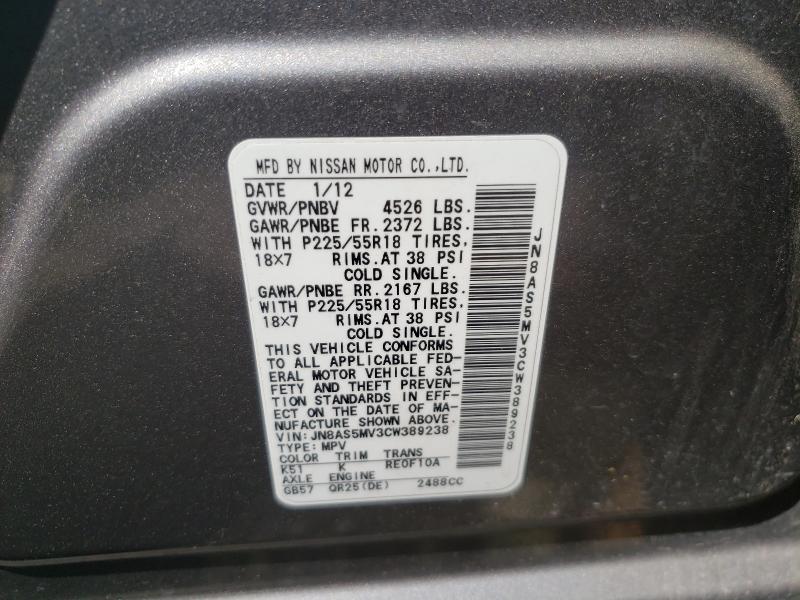 MFD BY NISSAN MOTOR CO.,LTD.
DATE 1/12
GVWR/PNBV 4526 LBS.
GAWR/PNBE FR. 2372 LBS.
WITH P225/55R18 TIRES,
18X7 RIMS.AT 38 PSI
COLD SINGLE.
GAWR/PNBE RR. 2167 LBS.
WITH P225/55R18 TIRES,
18X7 RIMS.AT 38 PSI
COLD SINGLE.
THIS VEHICLE CONFORMS
TO ALL APPLICABLE FED-
ERAL MOTOR VEHICLE SA-
FETY AND THEFT PREVEN-
TION STANDARDS IN EFF-
ECT ON THE DATE OF MA-
NUFACTURE SHOWN ABOVE.
VIN: JN8AS5MV3CW389238
TYPE: MPV
COLOR TRIM TRANS
K51 K RE0F10A
AXLE ENGINE
GB57 QR25(DE) 2488CC
JN8AS5MV3CW389238